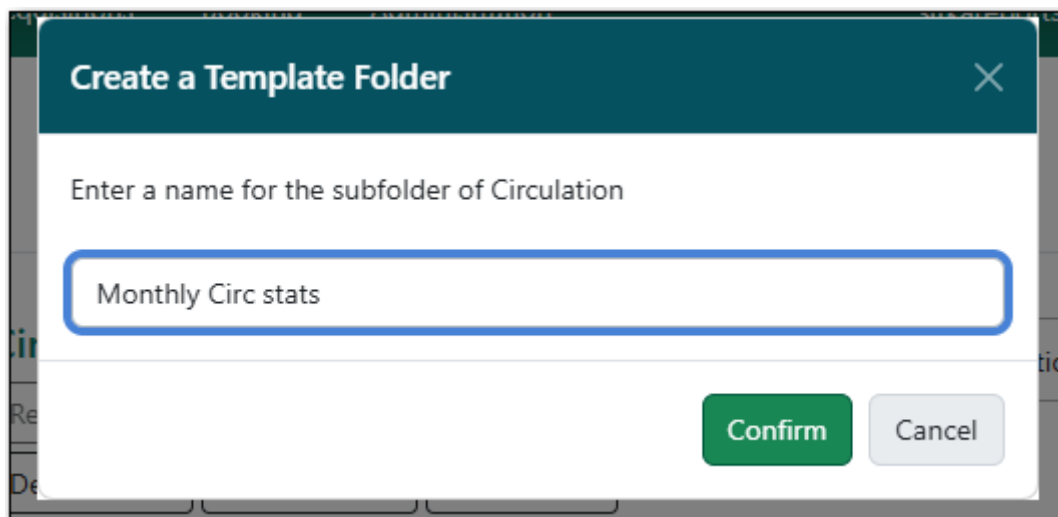 Create a Template Folder
Enter a name for the subfolder of Circulation
Monthly Circ stats
Confirm Cancel